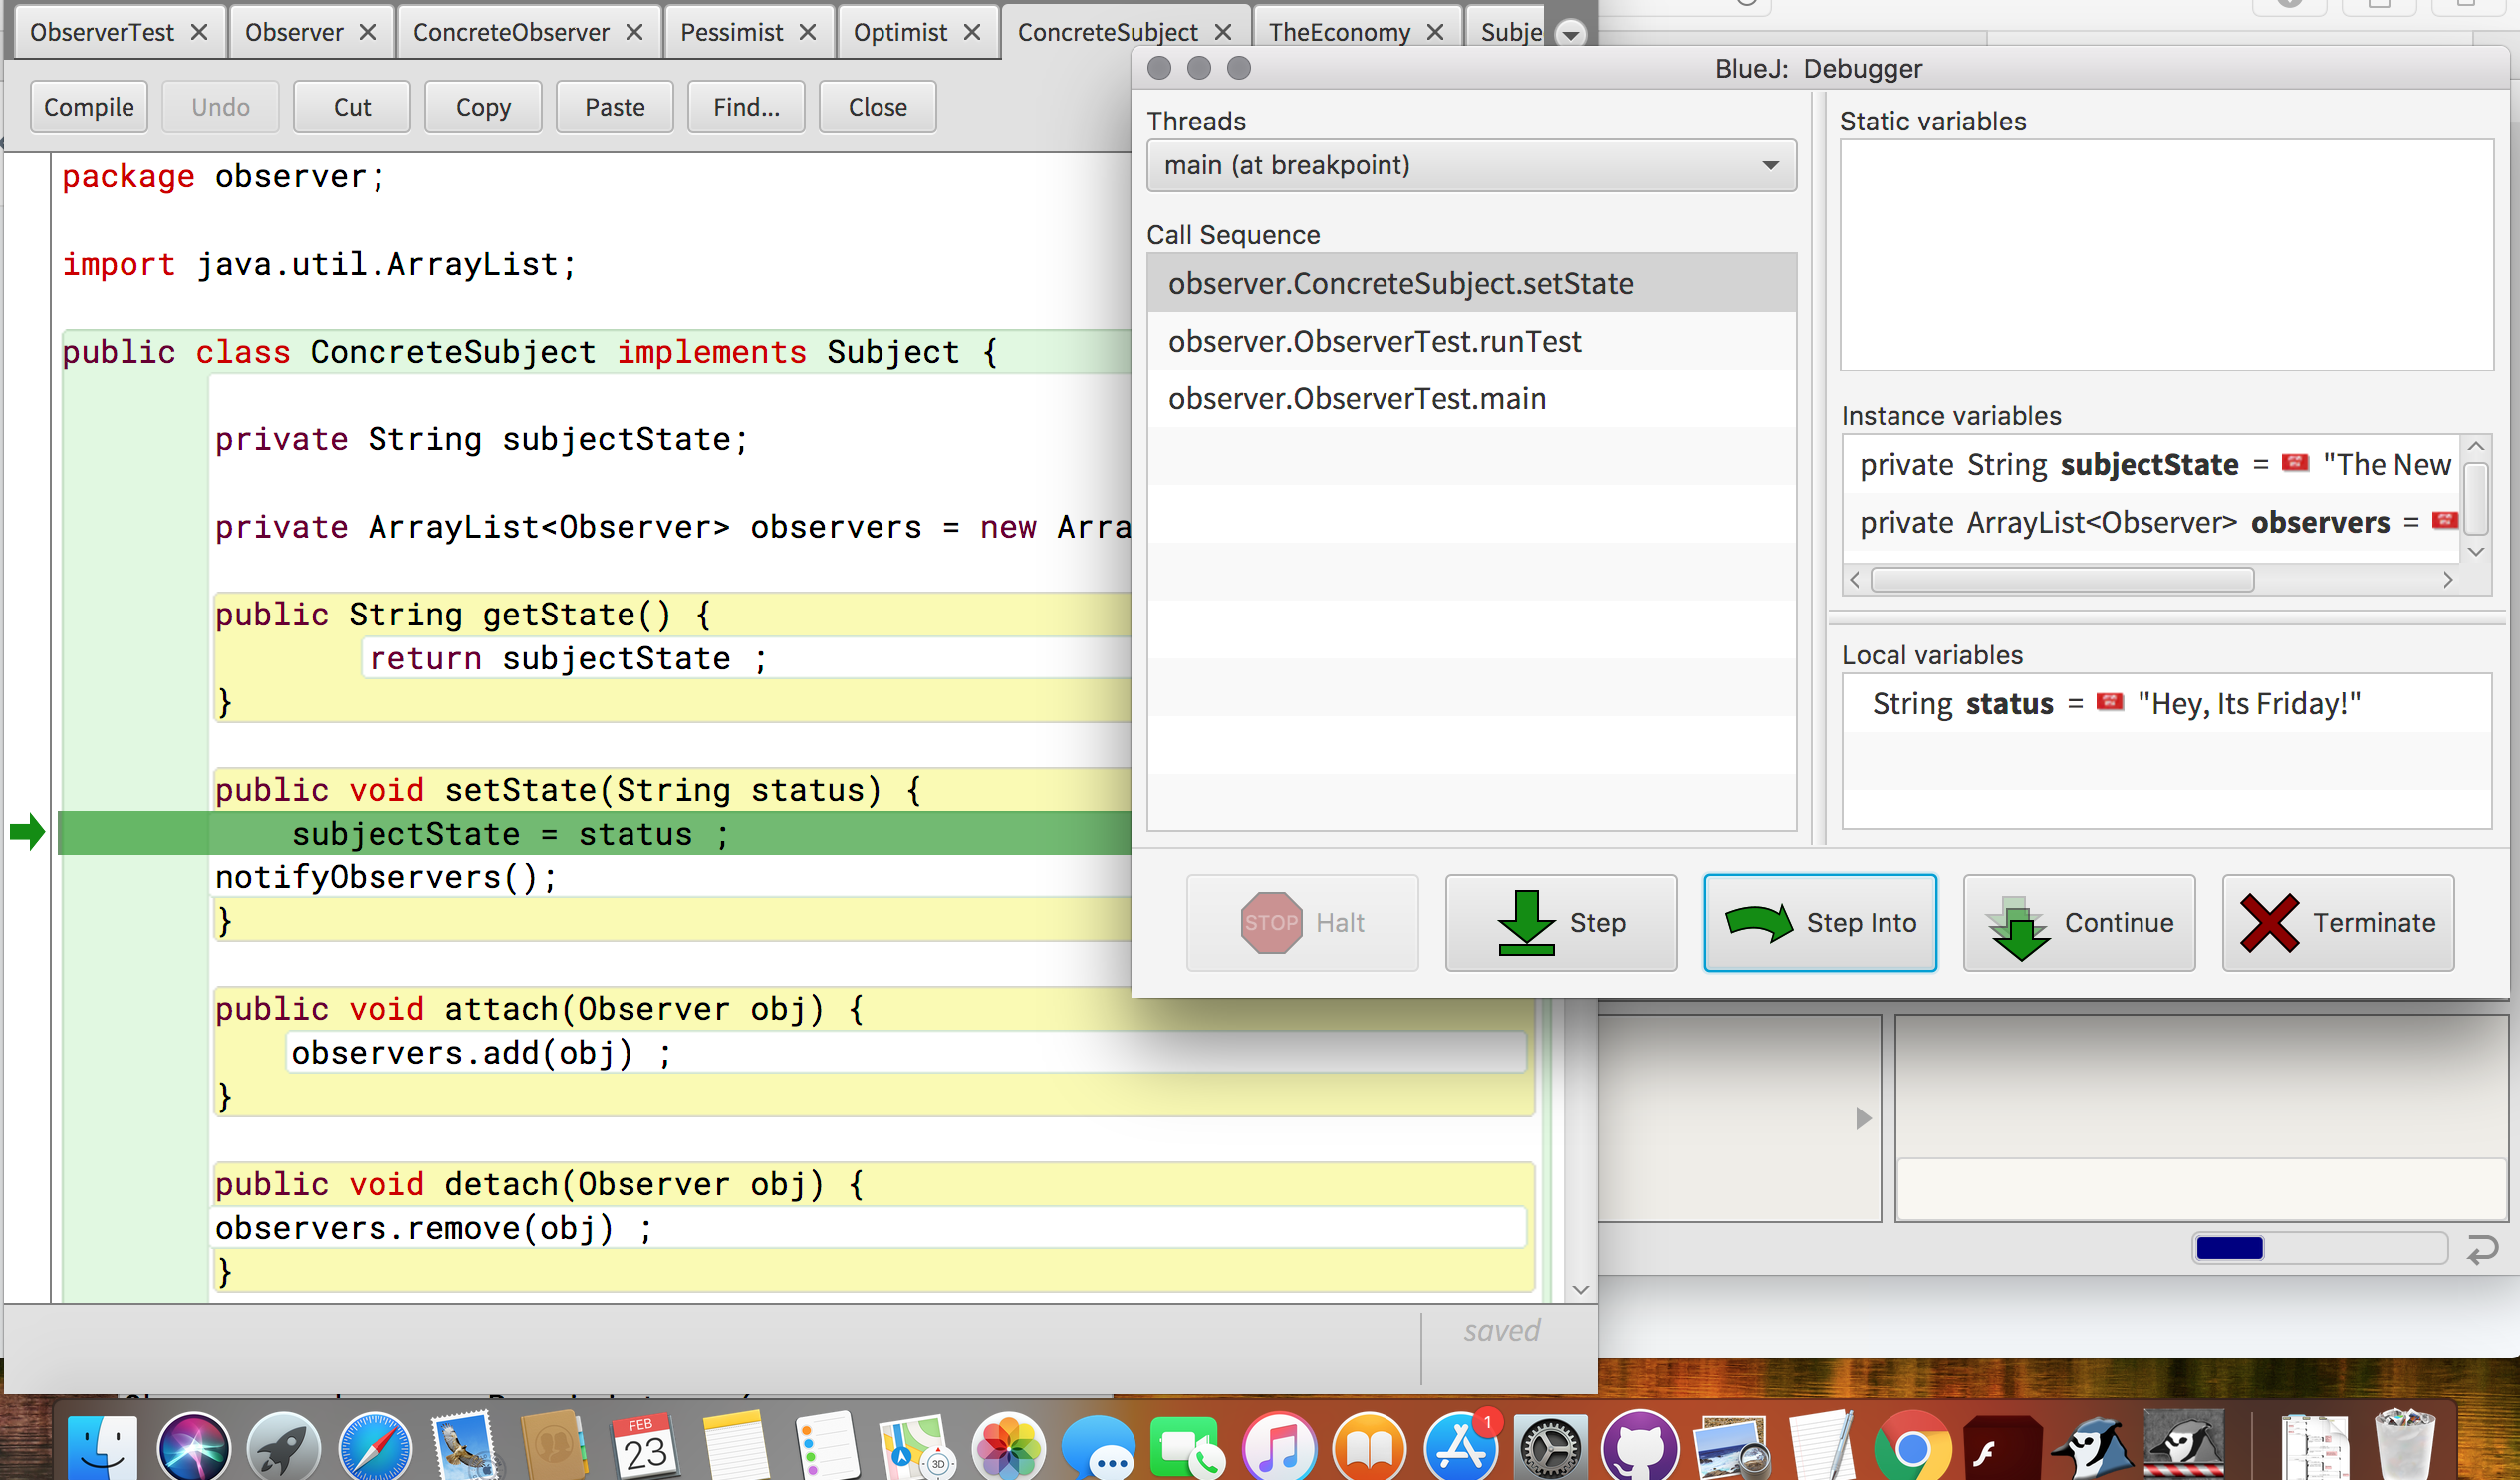 ObserverTest Observer ConcreteObserver Pessimist Optimist ConcreteSubject TheEconomy Subje
Compile Undo Cut Copy Paste Find... Close
package observer;
import java.util.ArrayList;
public class ConcreteSubject implements Subject {
private String subjectState;
private ArrayList<Observer> observers = new Arra
public String getState() {
return subjectState ;
}
public void setState(String status) {
subjectState = status ;
notifyObservers();
}
public void attach(Observer obj) {
observers.add(obj) ;
}
public void detach(Observer obj) {
observers.remove(obj) ;
}
saved
BlueJ: Debugger
Threads
main (at breakpoint)
Call Sequence
observer.ConcreteSubject.setState
observer.ObserverTest.runTest
observer.ObserverTest.main
Static variables
Instance variables
private String subjectState = "The New
private ArrayList<Observer> observers =
Local variables
String status = "Hey, Its Friday!"
STOP Halt Step Step Into Continue Terminate
FEB
23
3D
1